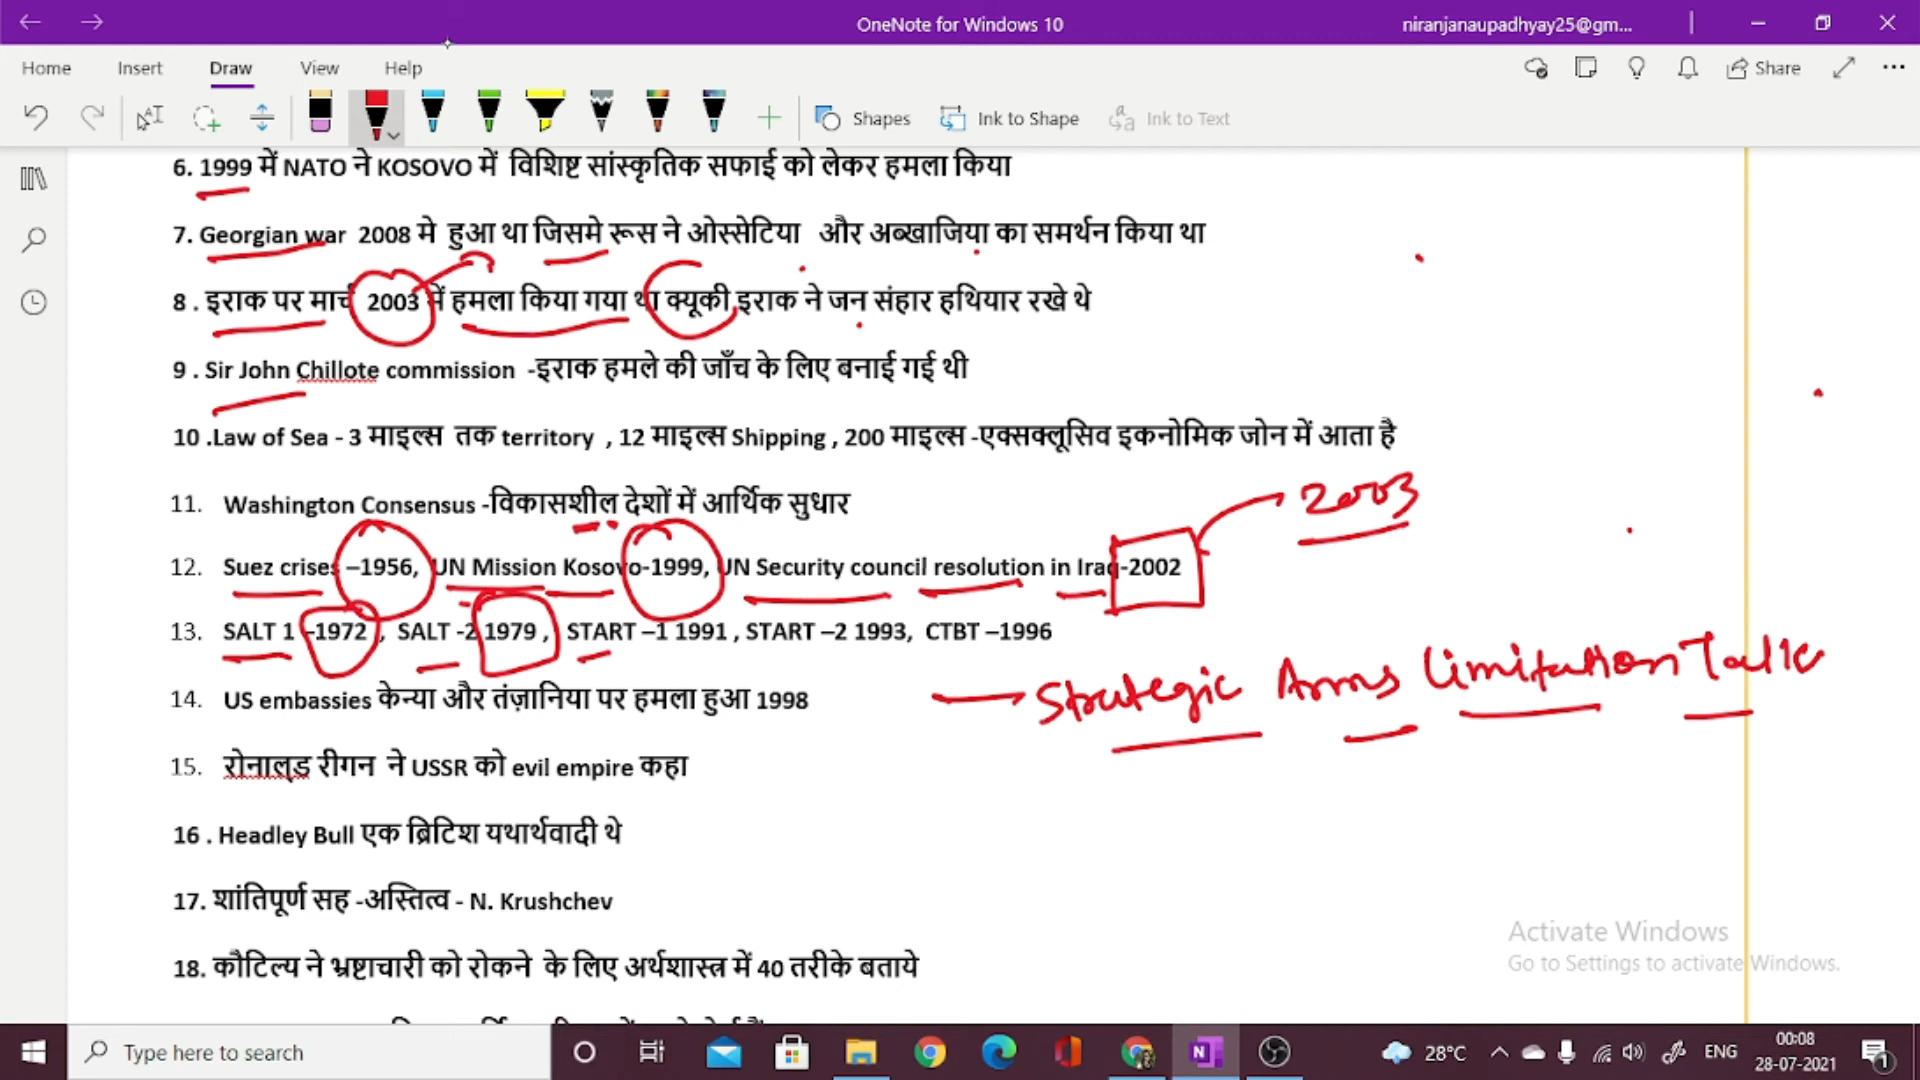 OneNote for Windows 10
niranjanaupadhyay25@gm...
Home Insert Draw View Help
Share
Shapes Ink to Shape Ink to Text
6. 1999 में NATO ने KOSOVO में विशिष्ट सांस्कृतिक सफाई को लेकर हमला किया
7. Georgian war 2008 मे हुआ था जिसमे रूस ने ओस्सेटिया और अब्खाजिया का समर्थन किया था
8 . इराक पर मार्च 2003 में हमला किया गया था क्यूकी इराक ने जन संहार हथियार रखे थे
9 . Sir John Chillote commission -इराक हमले की जाँच के लिए बनाई गई थी
10 .Law of Sea - 3 माइल्स तक territory , 12 माइल्स Shipping , 200 माइल्स -एक्सक्लूसिव इकनोमिक जोन में आता है
11. Washington Consensus -विकासशील देशों में आर्थिक सुधार
2003
12. Suez crises –1956, UN Mission Kosovo-1999, UN Security council resolution in Iraq-2002
13. SALT 1 –1972 , SALT -2 1979 , START –1 1991 , START –2 1993, CTBT –1996
Strategic Arms limitation Talk
14. US embassies केन्या और तंज़ानिया पर हमला हुआ 1998
15. रोनाल्ड रीगन ने USSR को evil empire कहा
16 . Headley Bull एक ब्रिटिश यथार्थवादी थे
17. शांतिपूर्ण सह -अस्तित्व - N. Krushchev
18. कौटिल्य ने भ्रष्टाचारी को रोकने के लिए अर्थशास्त्र में 40 तरीके बताये
Activate Windows
Go to Settings to activate Windows.
Type here to search
28°C
ENG
00:08
28-07-2021
1